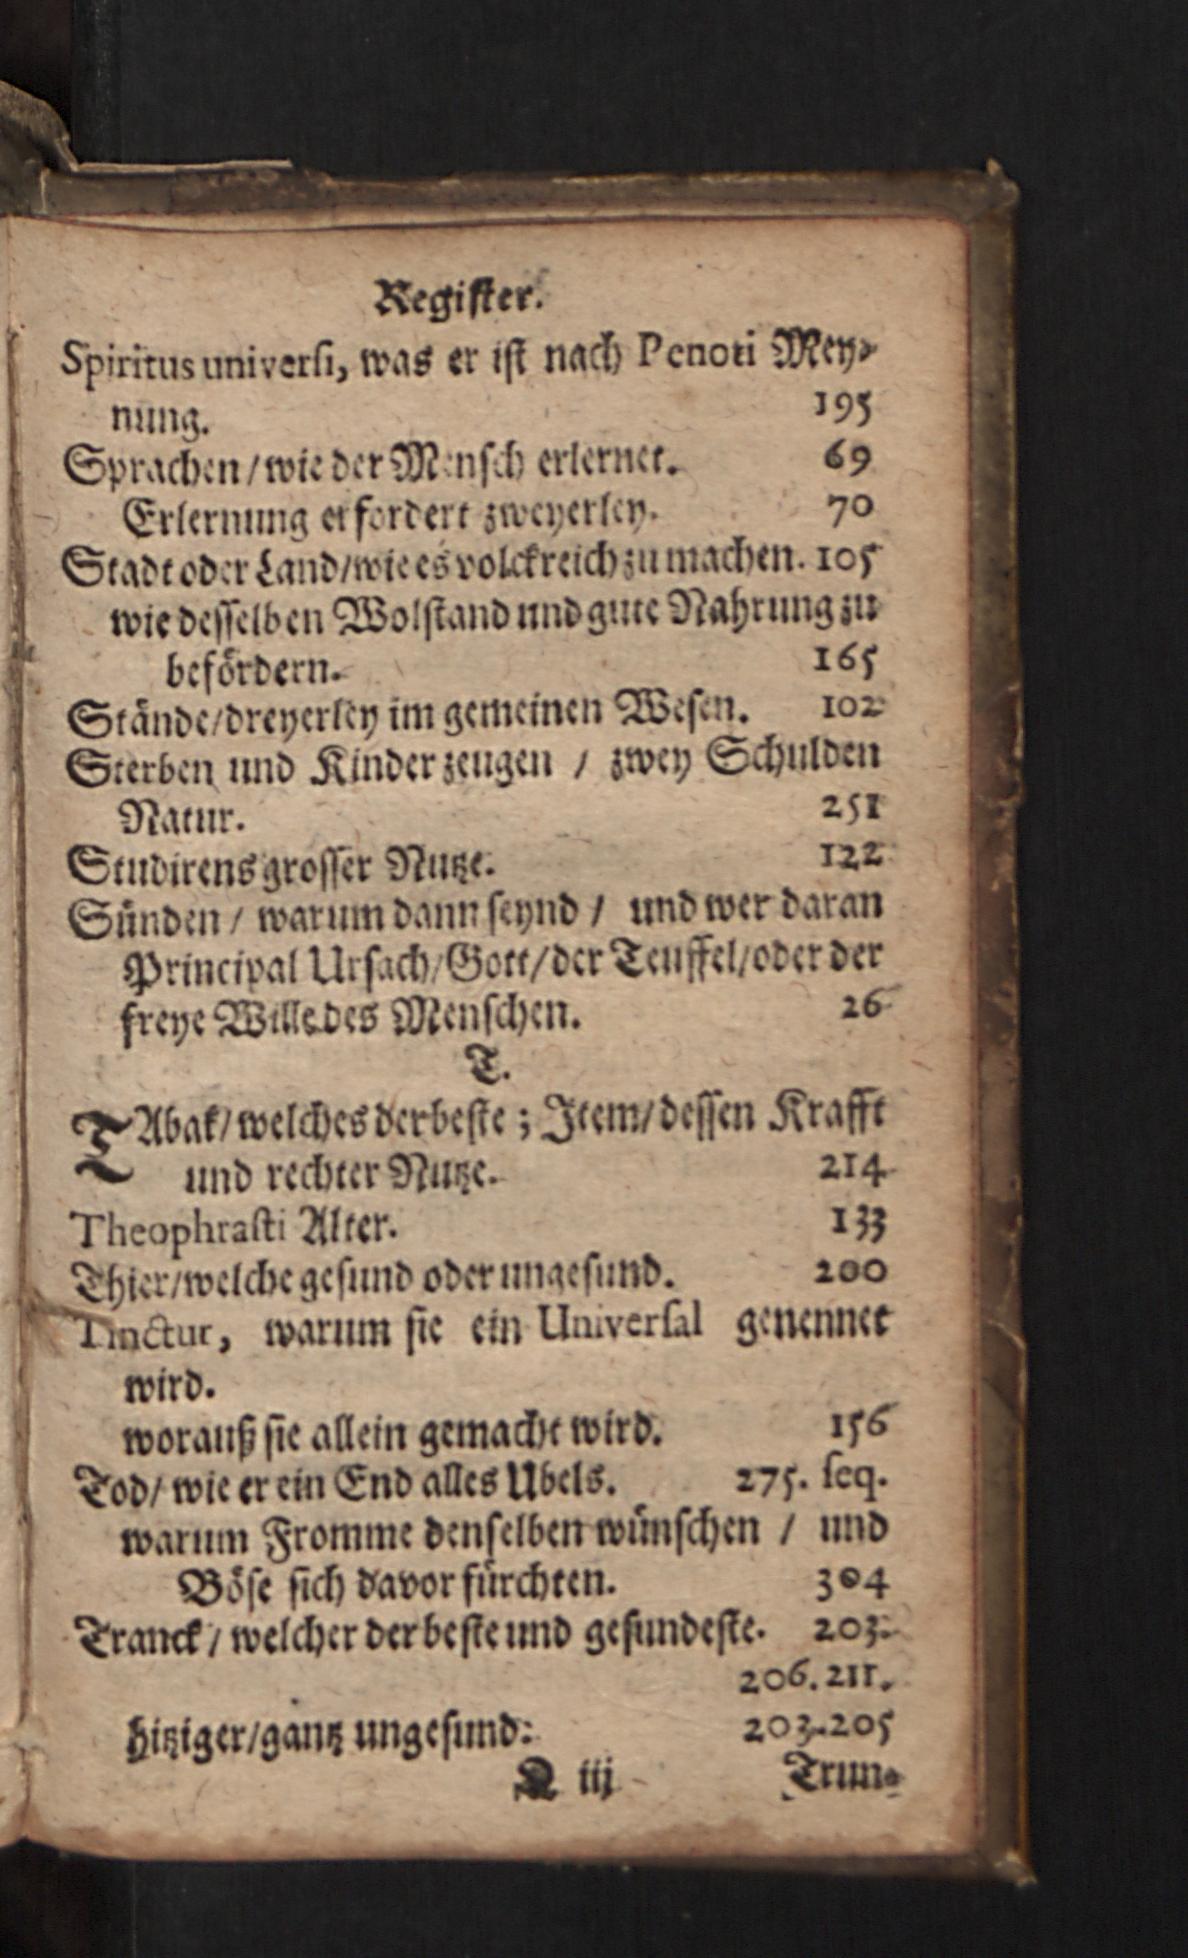 Register.
Spiritus universi, was er ist nach Penoti Mey-
nung. 195
Sprachen/wie der Mensch erlernet. 69
Erlernung erfordert zweyerley. 70
Stadt oder Land/wie es volckreich zu machen. 105
wie desselben Wolstand und gute Nahrung zu
befördern. 165
Stände/dreyerley im gemeinen Wesen. 102
Sterben und Kinder zeugen / zwey Schulden
Natur. 251
Studirens grosser Nutze. 122
Sünden / warum dann seynd / und wer daran
Principal Ursach/Gott/der Teuffel/oder der
freye Wille des Menschen. 26
T.
TAbak/welches der beste; Item/dessen Krafft
und rechter Nutze. 214
Theophrasti Alter. 133
Thier/welche gesund oder ungesund. 200
Tinctur, warum sie ein Universal genennet
wird.
worauß sie allein gemacht wird. 156
Tod/ wie er ein End alles Ubels. 275. seq.
warum Fromme denselben wünschen / und
Böse sich davor fürchten. 304
Tranck / welcher der beste und gesundeste. 203.
206. 211.
hitziger/gantz ungesund: 203.205
Q iij Trun-